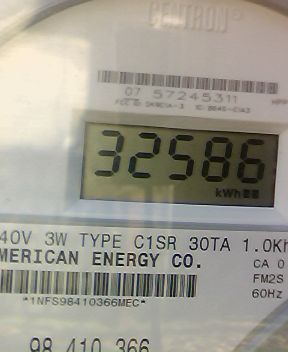 CENTRON®
07 57245311
32586
kWh
40V 3W TYPE C1SR 30TA 1.0Kh
MERICAN ENERGY CO.
CA 0
FM2S
60Hz
*1NFS98410366MEC*
98 410 366